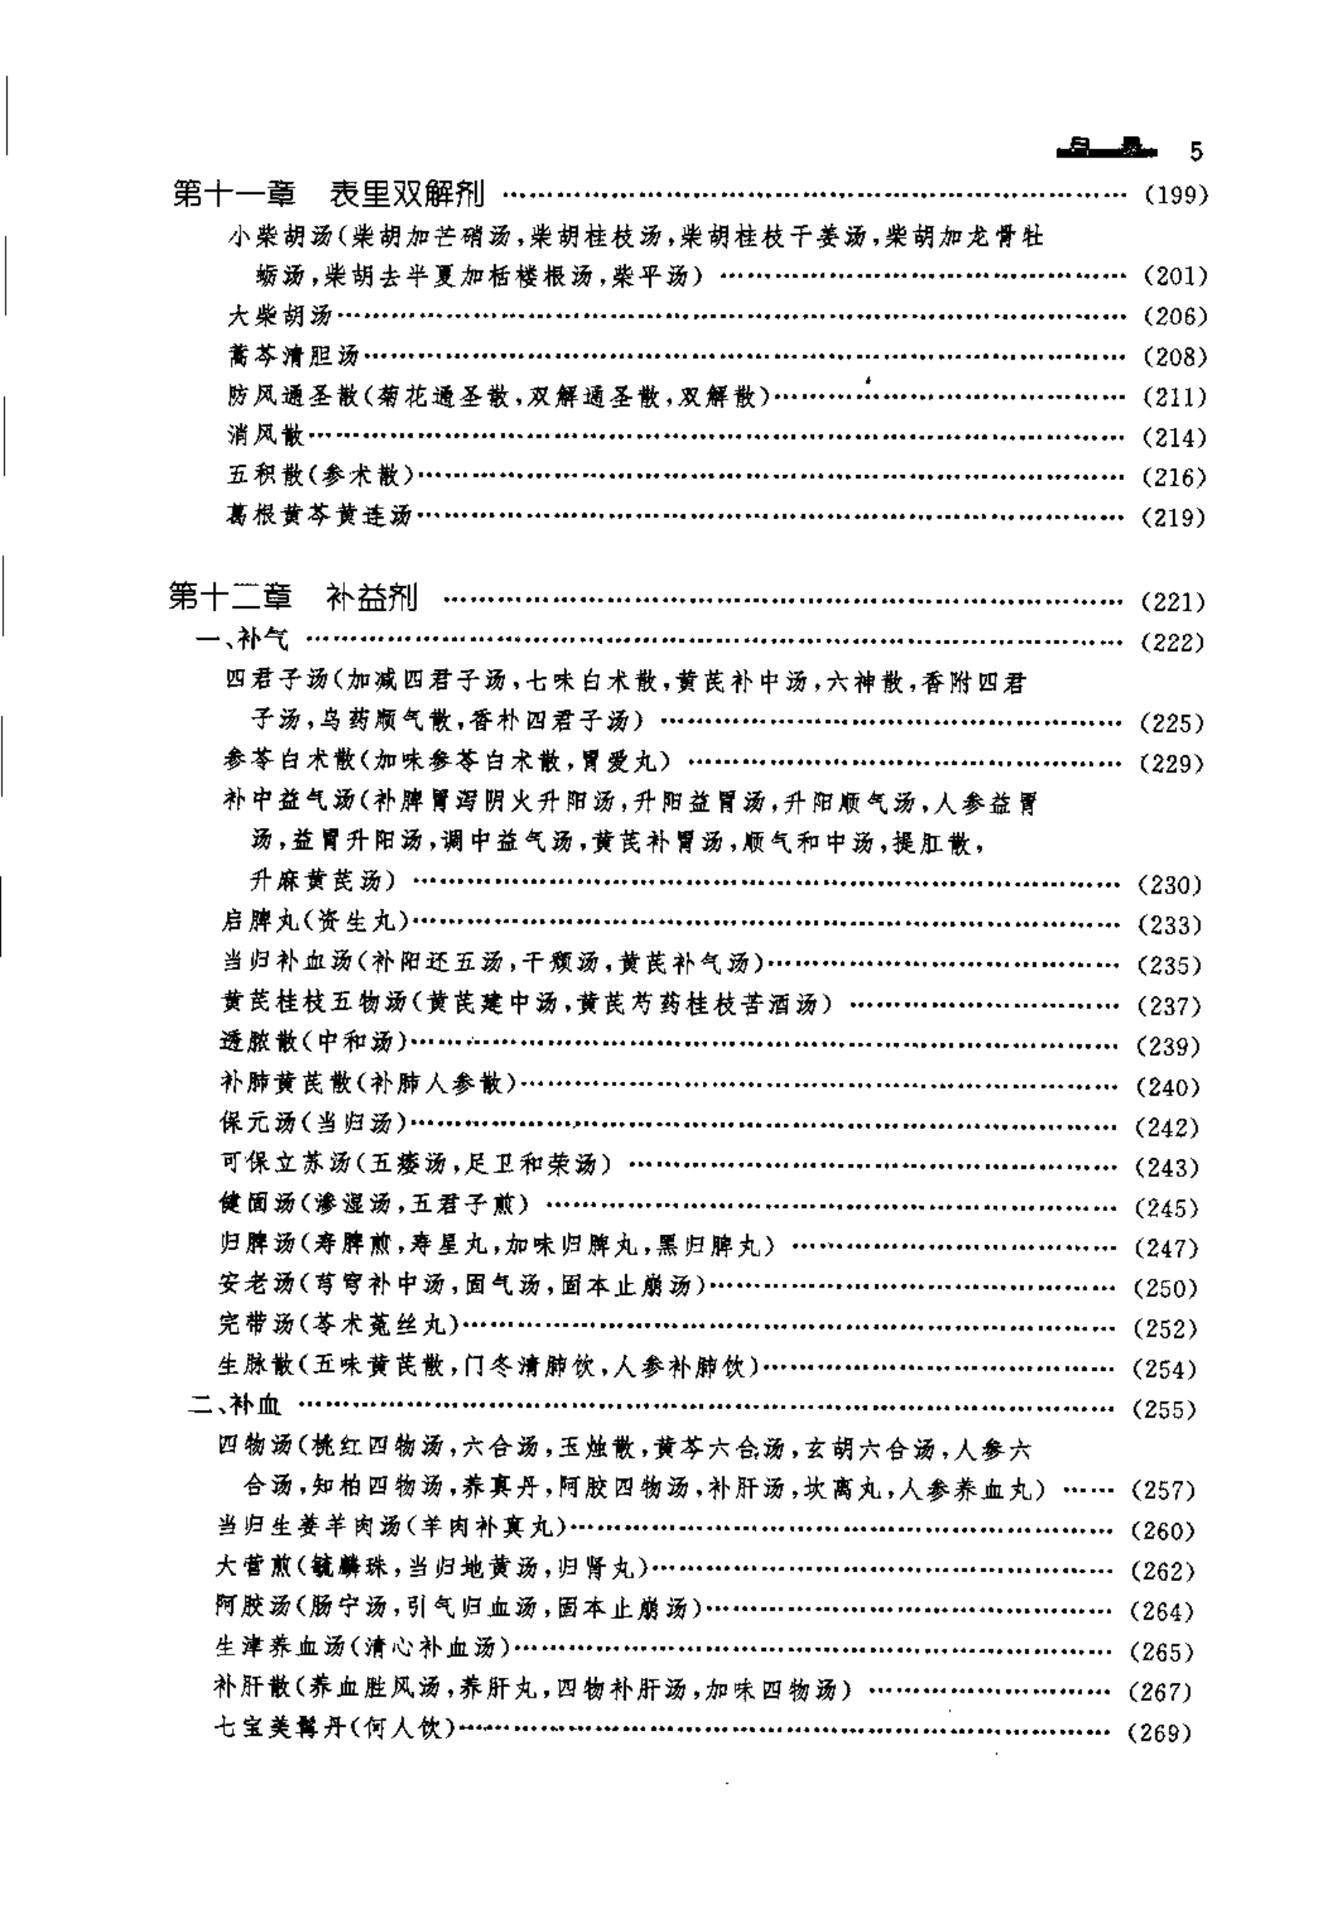 目 录 5
第十一章 表里双解剂 …… (199)
小柴胡汤(柴胡加芒硝汤,柴胡桂枝汤,柴胡桂枝干姜汤,柴胡加龙骨牡
蛎汤,柴胡去半夏加栝楼根汤,柴平汤) …… (201)
大柴胡汤 …… (206)
蒿芩清胆汤 …… (208)
防风通圣散(菊花通圣散,双解通圣散,双解散) …… (211)
消风散 …… (214)
五积散(参术散) …… (216)
葛根黄芩黄连汤 …… (219)
第十二章 补益剂 …… (221)
一、补气 …… (222)
四君子汤(加减四君子汤,七味白术散,黄芪补中汤,六神散,香附四君
子汤,乌药顺气散,香朴四君子汤) …… (225)
参苓白术散(加味参苓白术散,胃爱丸) …… (229)
补中益气汤(补脾胃泻阴火升阳汤,升阳益胃汤,升阳顺气汤,人参益胃
汤,益胃升阳汤,调中益气汤,黄芪补胃汤,顺气和中汤,提肛散,
升麻黄芪汤) …… (230)
启脾丸(资生丸) …… (233)
当归补血汤(补阳还五汤,干颓汤,黄芪补气汤) …… (235)
黄芪桂枝五物汤(黄芪建中汤,黄芪芍药桂枝苦酒汤) …… (237)
透脓散(中和汤) …… (239)
补肺黄芪散(补肺人参散) …… (240)
保元汤(当归汤) …… (242)
可保立苏汤(五痿汤,足卫和荣汤) …… (243)
健固汤(渗湿汤,五君子煎) …… (245)
归脾汤(寿脾煎,寿星丸,加味归脾丸,黑归脾丸) …… (247)
安老汤(芎穹补中汤,固气汤,固本止崩汤) …… (250)
完带汤(苓术菟丝丸) …… (252)
生脉散(五味黄芪散,门冬清肺饮,人参补肺饮) …… (254)
二、补血 …… (255)
四物汤(桃红四物汤,六合汤,玉烛散,黄芩六合汤,玄胡六合汤,人参六
合汤,知柏四物汤,养真丹,阿胶四物汤,补肝汤,坎离丸,人参养血丸) …… (257)
当归生姜羊肉汤(羊肉补真丸) …… (260)
大营煎(毓麟珠,当归地黄汤,归肾丸) …… (262)
阿胶汤(肠宁汤,引气归血汤,固本止崩汤) …… (264)
生津养血汤(清心补血汤) …… (265)
补肝散(养血胜风汤,养肝丸,四物补肝汤,加味四物汤) …… (267)
七宝美髯丹(何人饮) …… (269)